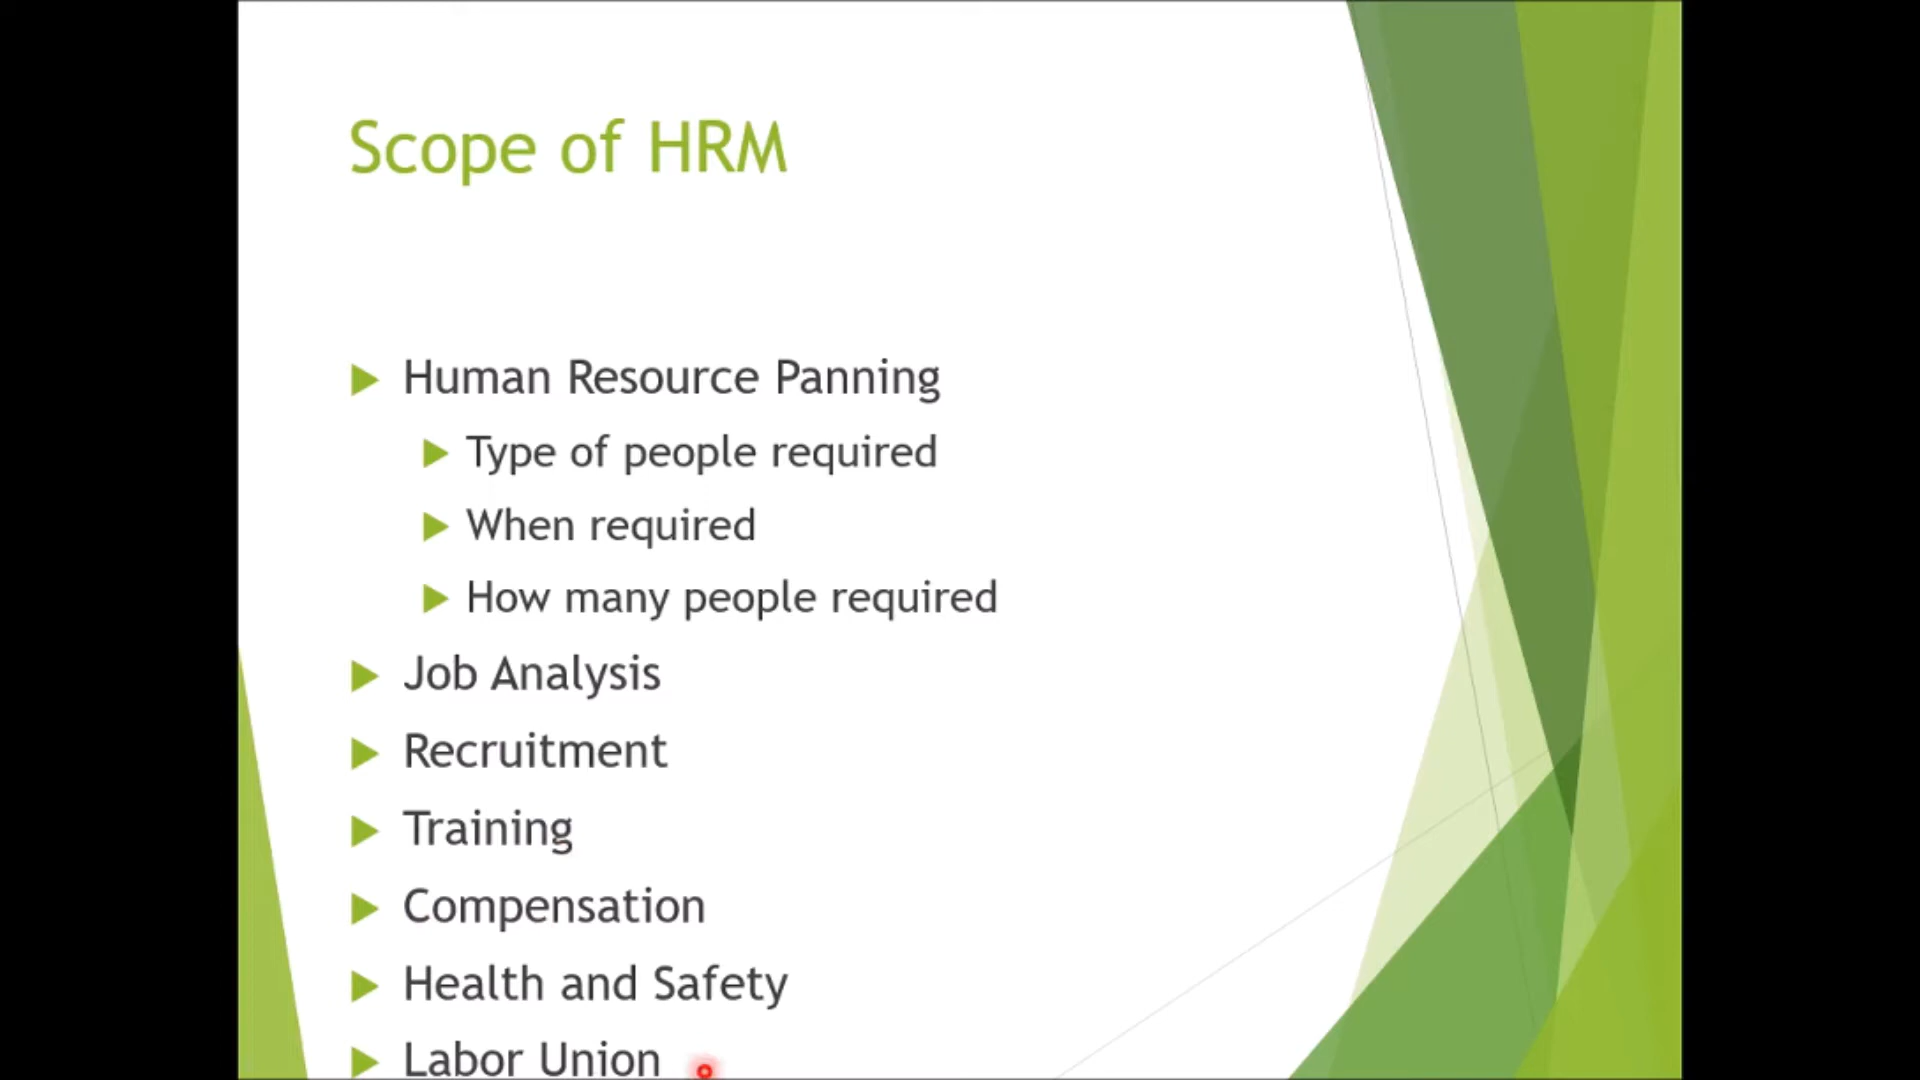 Scope of HRM
Human Resource Panning
Type of people required
When required
How many people required
Job Analysis
Recruitment
Training
Compensation
Health and Safety
Labor Union